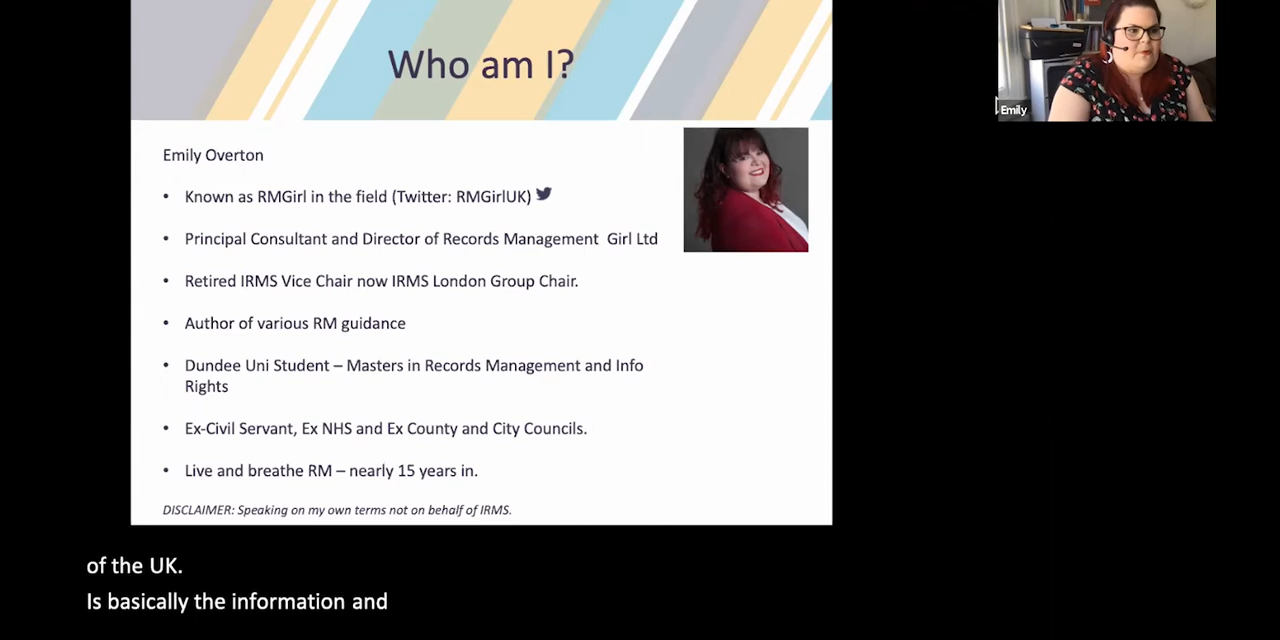 Who am I?
Emily
Emily Overton
• Known as RMGirl in the field (Twitter: RMGirlUK)
• Principal Consultant and Director of Records Management  Girl Ltd
• Retired IRMS Vice Chair now IRMS London Group Chair.
• Author of various RM guidance
• Dundee Uni Student – Masters in Records Management and Info
Rights
• Ex-Civil Servant, Ex NHS and Ex County and City Councils.
• Live and breathe RM – nearly 15 years in.
DISCLAIMER: Speaking on my own terms not on behalf of IRMS.
of the UK.
Is basically the information and